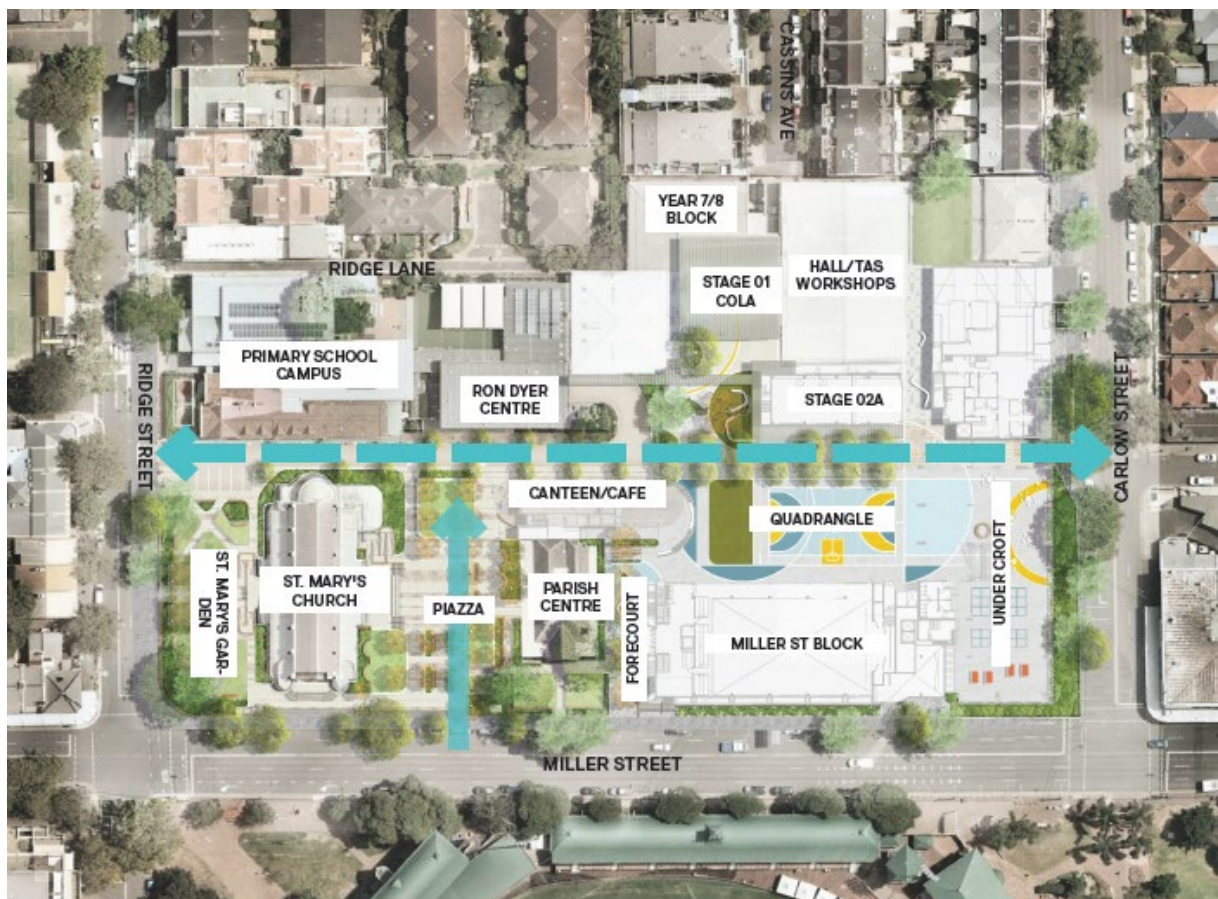 CASSINS AVE
YEAR 7/8
BLOCK
RIDGE LANE
STAGE 01
COLA
HALL/TAS
WORKSHOPS
PRIMARY SCHOOL
CAMPUS
RON DYER
CENTRE
STAGE 02A
RIDGE STREET
CARLOW STREET
CANTEEN/CAFE
QUADRANGLE
ST. MARY'S GAR-
DEN
ST. MARY'S
CHURCH
PIAZZA
PARISH
CENTRE
FORECOURT
MILLER ST BLOCK
UNDER CROFT
MILLER STREET